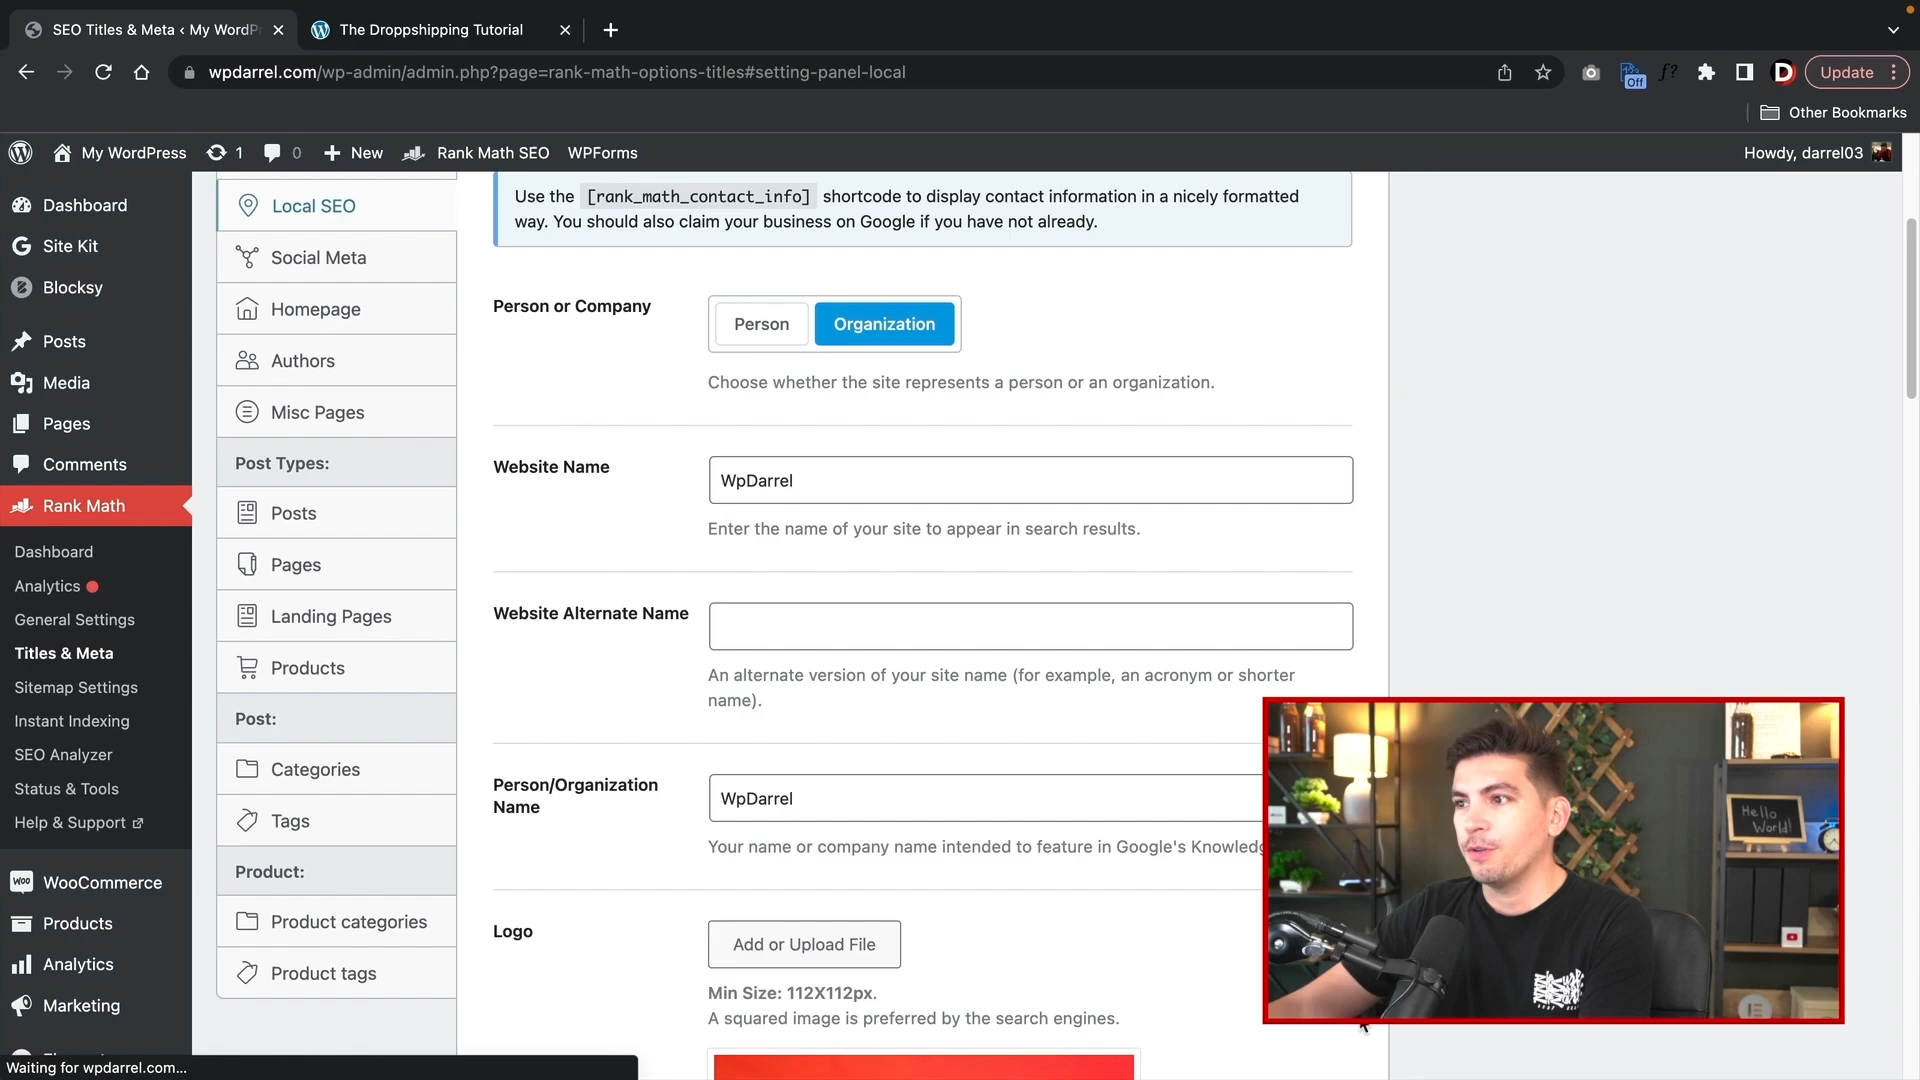 SEO Titles & Meta ‹ My WordP
The Droppshipping Tutorial
wpdarrel.com/wp-admin/admin.php?page=rank-math-options-titles#setting-panel-local
Off
f?
D
Update
Other Bookmarks
My WordPress
1
0
New
Rank Math SEO
WPForms
Howdy, darrel03
Dashboard
Site Kit
Blocksy
Posts
Media
Pages
Comments
Rank Math
Dashboard
Analytics
General Settings
Titles & Meta
Sitemap Settings
Instant Indexing
SEO Analyzer
Status & Tools
Help & Support
WooCommerce
Products
Analytics
Marketing
Waiting for wpdarrel.com...
Local SEO
Social Meta
Homepage
Authors
Misc Pages
Post Types:
Posts
Pages
Landing Pages
Products
Post:
Categories
Tags
Product:
Product categories
Product tags
Use the [rank_math_contact_info] shortcode to display contact information in a nicely formatted
way. You should also claim your business on Google if you have not already.
Person or Company
Person
Organization
Choose whether the site represents a person or an organization.
Website Name
WpDarrel
Enter the name of your site to appear in search results.
Website Alternate Name
An alternate version of your site name (for example, an acronym or shorter
name).
Person/Organization
Name
WpDarrel
Your name or company name intended to feature in Google's Knowledg
Logo
Add or Upload File
Min Size: 112X112px.
A squared image is preferred by the search engines.
Hello
World!